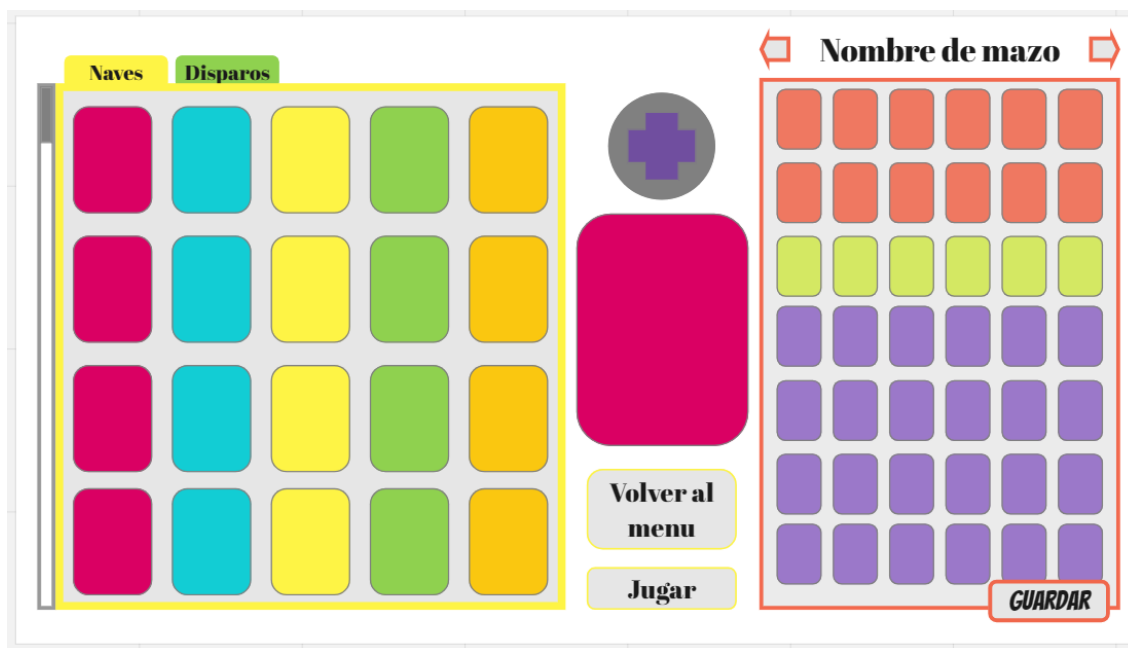 Naves
Disparos
Nombre de mazo
Volver al
menu
Jugar
GUARDAR